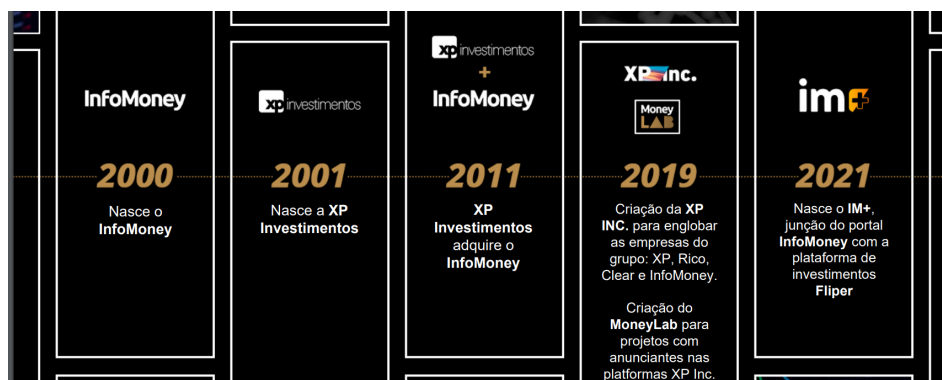 InfoMoney
2000
Nasce o
InfoMoney
xp investimentos
2001
Nasce a XP
Investimentos
xp investimentos
+
InfoMoney
2011
XP
Investimentos
adquire o
InfoMoney
XP inc.
Money
LAB
2019
Criação da XP
INC. para englobar
as empresas do
grupo: XP, Rico,
Clear e InfoMoney.
Criação do
MoneyLab para
projetos com
anunciantes nas
plataformas XP Inc.
im+
2021
Nasce o IM+,
junção do portal
InfoMoney com a
plataforma de
investimentos
Fliper